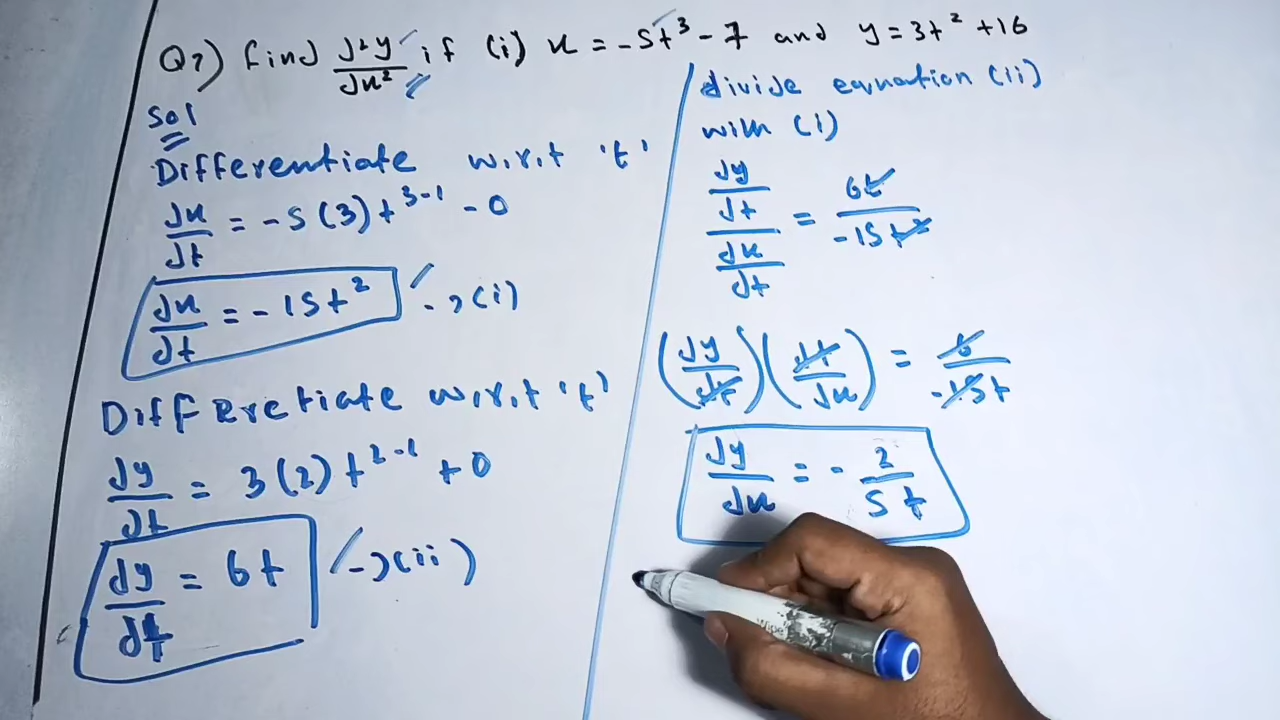 Q?) Find d²y/dx² if (i) x = -5t³ - 7 and y = 3t² + 16
Sol
Differentiate w.r.t 't'
dx/dt = -5(3)t³⁻¹ - 0
dx/dt = -15t² → (i)
Differetiate w.r.t 't'
dy/dt = 3(2)t²⁻¹ + 0
dy/dt = 6t → (ii)
divide equation (ii)
with (i)
(dy/dt)/(dx/dt) = 6t/-15t²
(dy/dt)(dt/dx) = 6/-15t
dy/dx = -2/5t
wipe